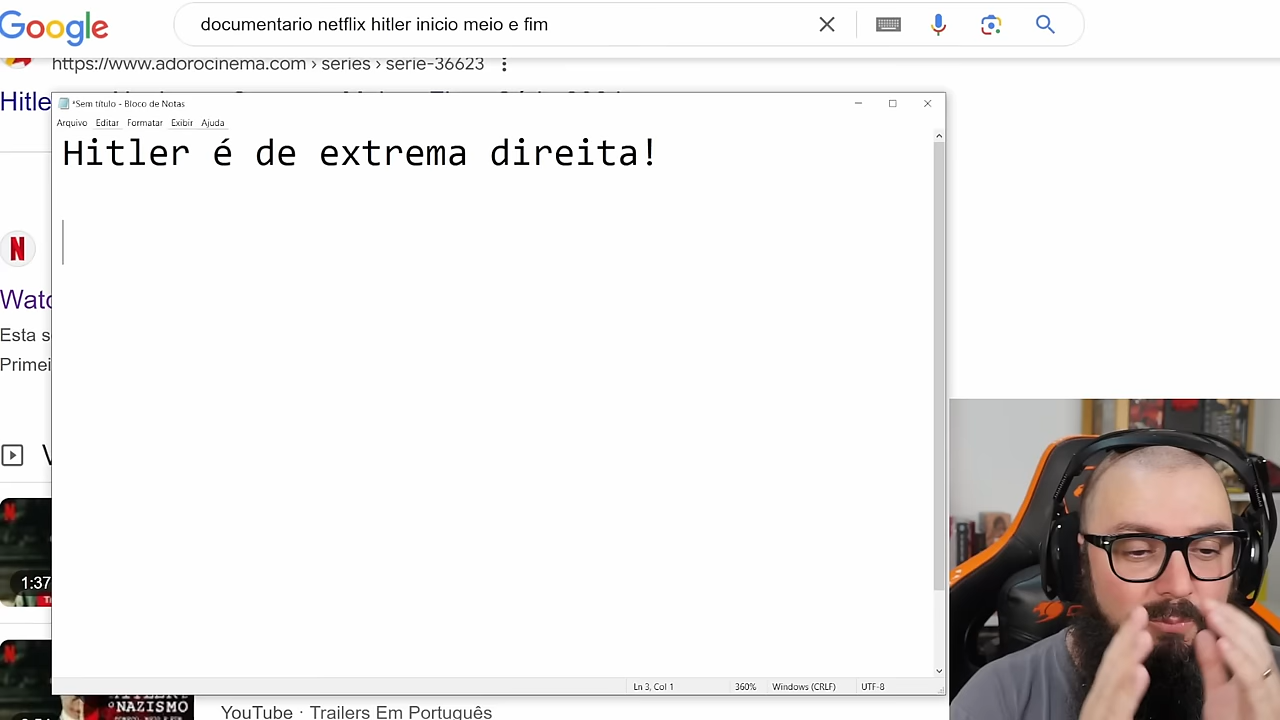 Google
documentario netflix hitler inicio meio e fim
https://www.adorocinema.com › series › serie-36623
Hitle
*Sem título - Bloco de Notas
Arquivo Editar Formatar Exibir Ajuda
Hitler é de extrema direita!
N
Watc
Esta s
Primei
V
N
1:37
N
NAZISMO
Ln 3, Col 1
360%
Windows (CRLF)
UTF-8
YouTube · Trailers Em Português